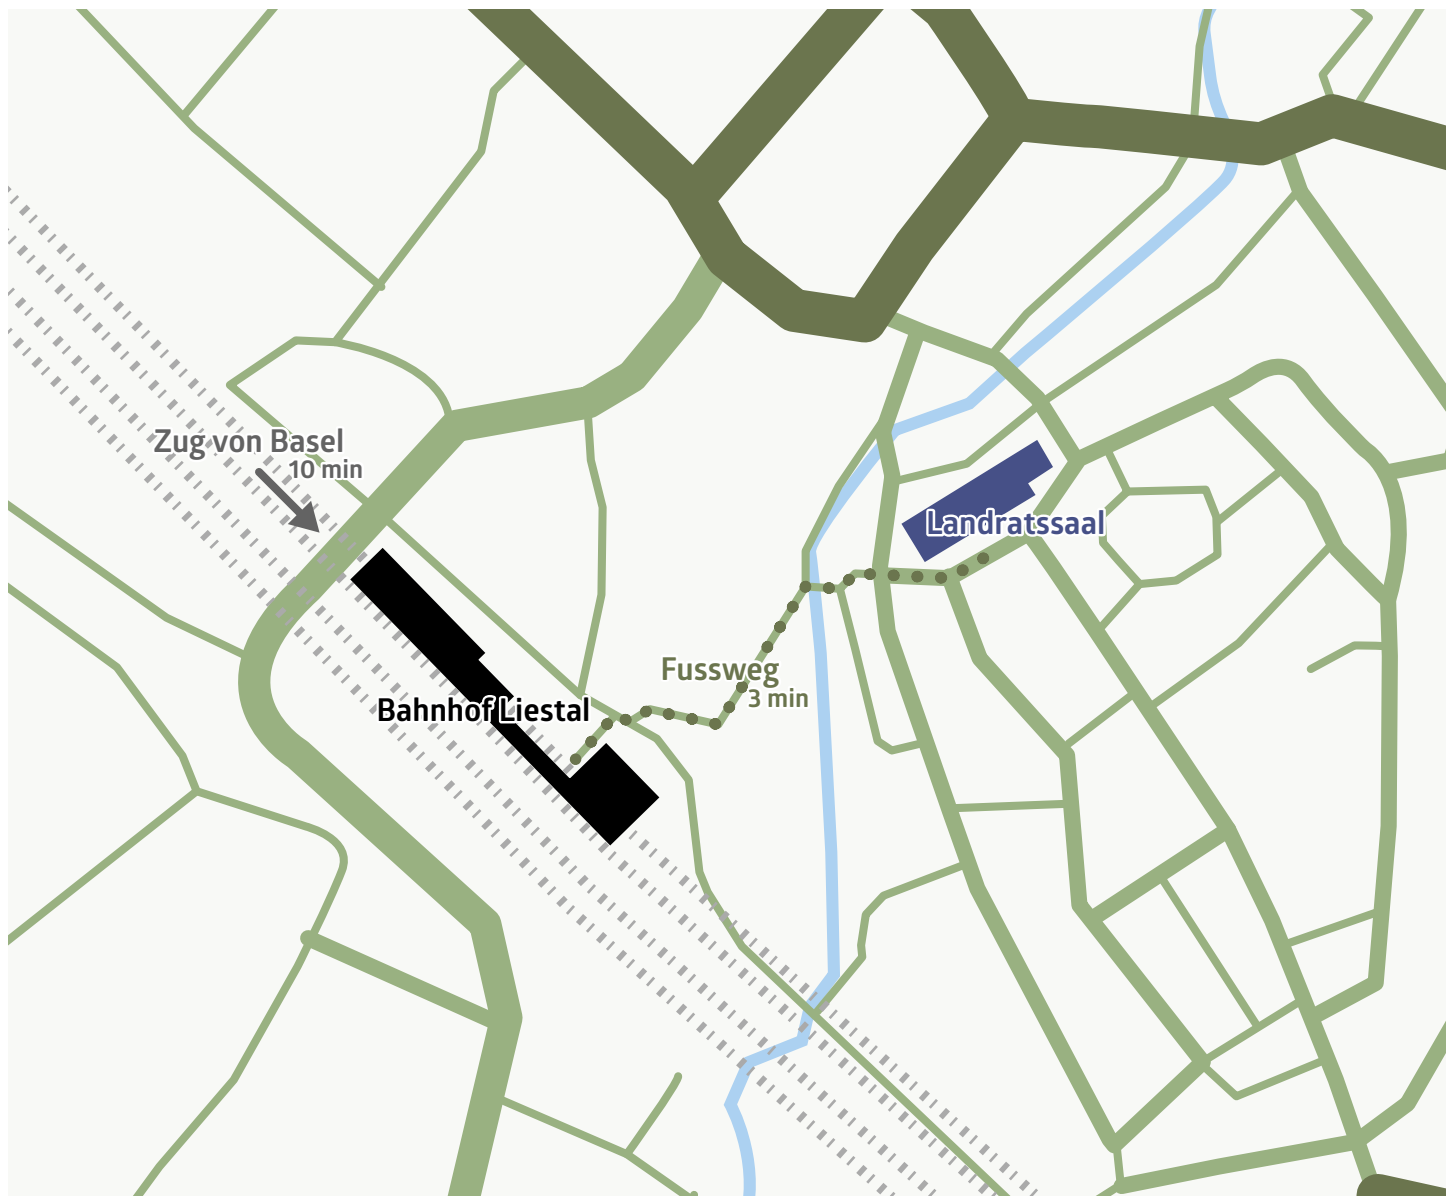 Zug von Basel
10 min
Landratssaal
Fussweg
3 min
Bahnhof Liestal